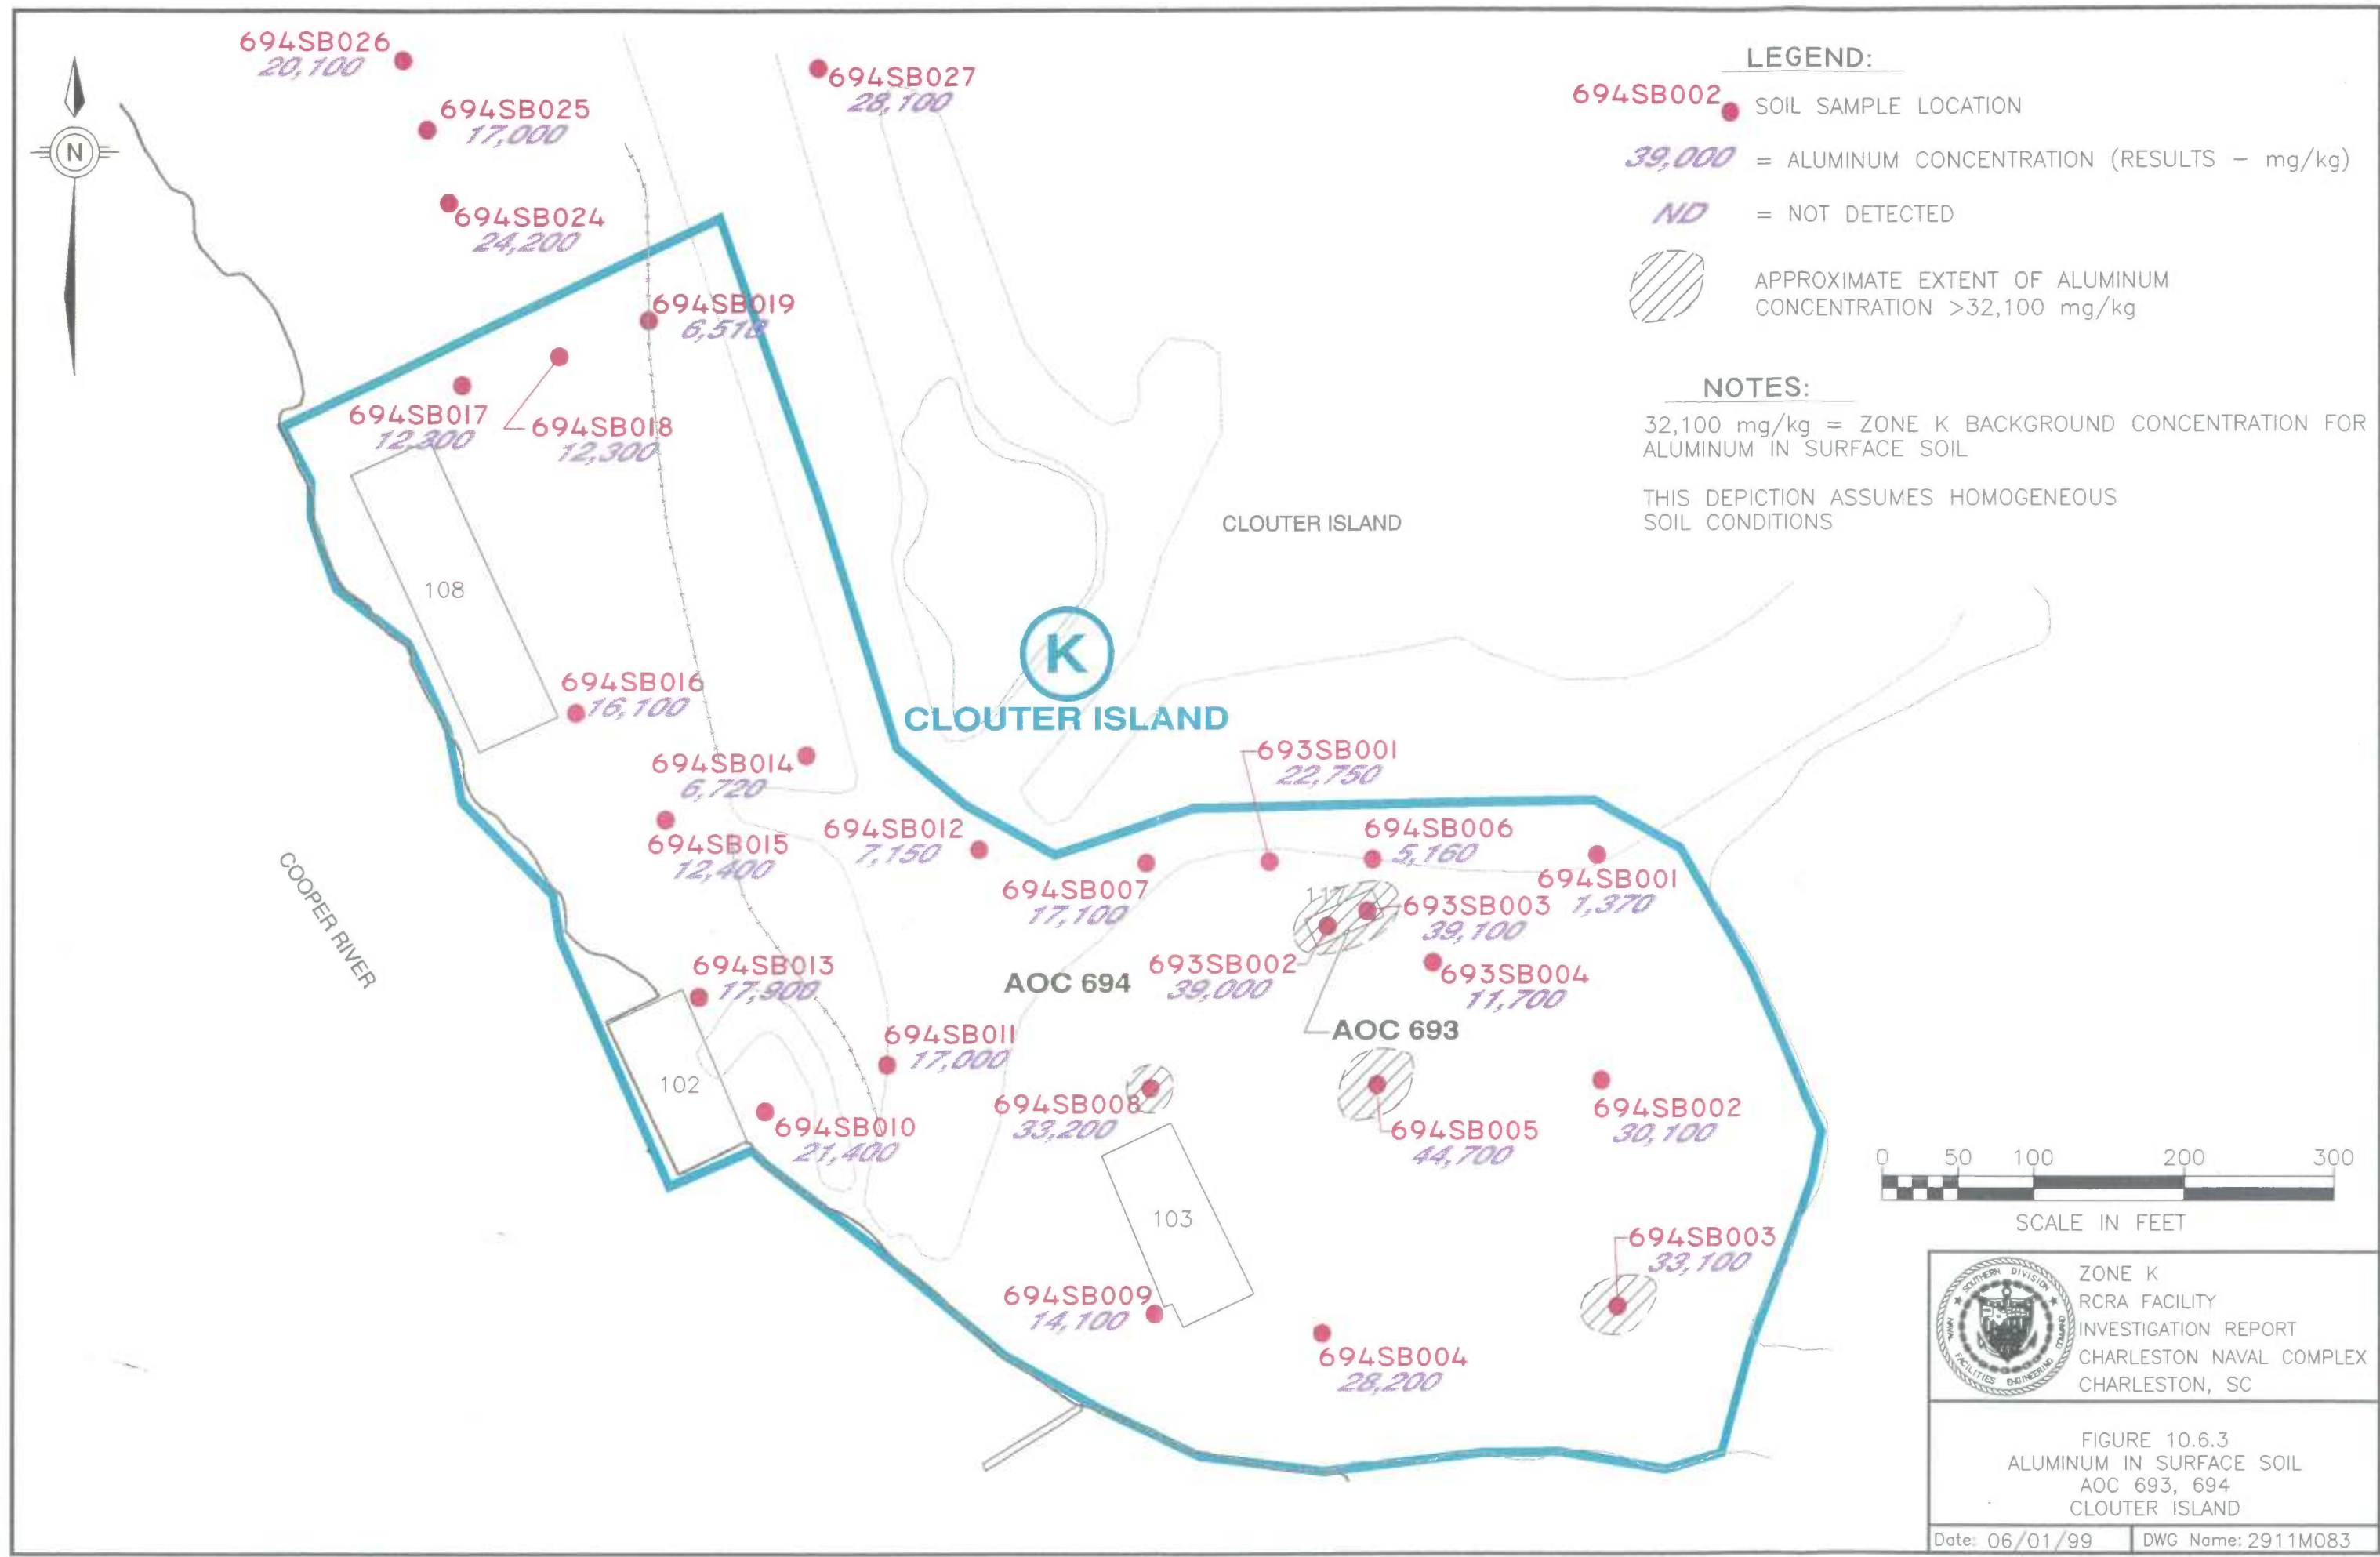 694SB026
20,100
694SB025
17,000
694SB024
24,200
694SB027
28,100
N
LEGEND:
694SB002
SOIL SAMPLE LOCATION
39,000 = ALUMINUM CONCENTRATION (RESULTS - mg/kg)
ND = NOT DETECTED
APPROXIMATE EXTENT OF ALUMINUM
CONCENTRATION >32,100 mg/kg
NOTES:
32,100 mg/kg = ZONE K BACKGROUND CONCENTRATION FOR
ALUMINUM IN SURFACE SOIL
THIS DEPICTION ASSUMES HOMOGENEOUS
SOIL CONDITIONS
694SB019
6,510
694SB017
12,300
694SB018
12,300
108
CLOUTER ISLAND
K
CLOUTER ISLAND
694SB016
16,100
694SB014
6,720
694SB015
12,400
694SB012
7,150
693SB001
22,750
694SB006
5,160
694SB007
17,100
694SB001
1,370
693SB003
39,100
693SB002
39,000
693SB004
11,700
AOC 694
AOC 693
COOPER RIVER
694SB013
17,900
694SB011
17,000
102
694SB010
21,400
694SB008
33,200
694SB005
44,700
694SB002
30,100
103
694SB003
33,100
694SB009
14,100
694SB004
28,200
0 50 100 200 300
SCALE IN FEET
SOUTHERN DIVISION
NAVAL FACILITIES ENGINEERING COMMAND
ZONE K
RCRA FACILITY
INVESTIGATION REPORT
CHARLESTON NAVAL COMPLEX
CHARLESTON, SC
FIGURE 10.6.3
ALUMINUM IN SURFACE SOIL
AOC 693, 694
CLOUTER ISLAND
Date: 06/01/99
DWG Name: 2911M083